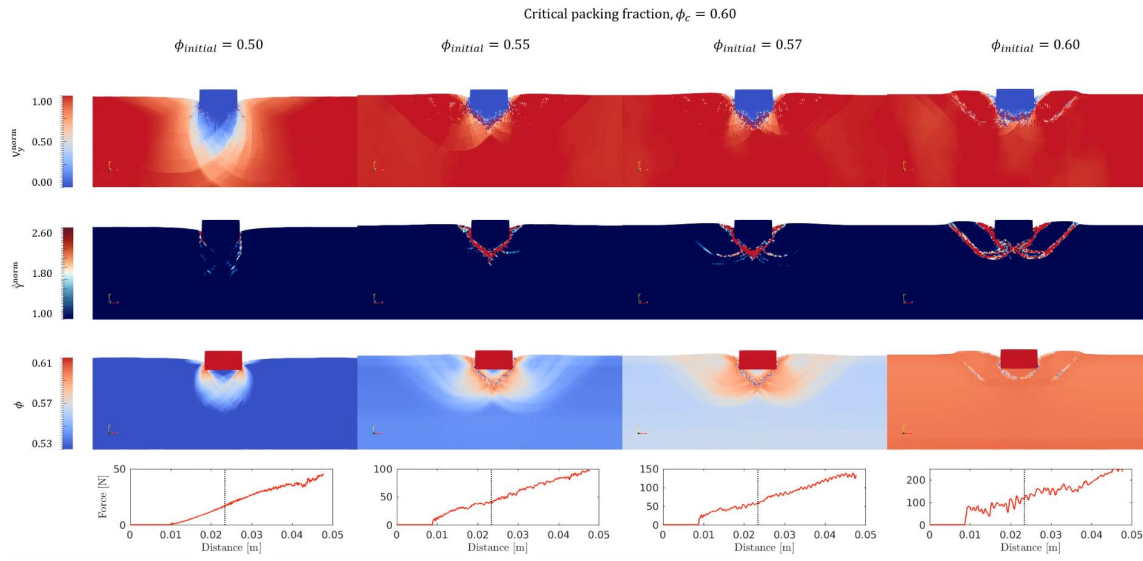 Critical packing fraction, ϕc = 0.60
ϕinitial = 0.50
ϕinitial = 0.55
ϕinitial = 0.57
ϕinitial = 0.60
Vy^norm
1.00
0.50
0.00
γ̇^norm
2.60
1.80
1.00
ϕ
0.61
0.57
0.53
Force [N]
50
0
0 0.01 0.02 0.03 0.04 0.05
Distance [m]
100
50
0
0 0.01 0.02 0.03 0.04 0.05
Distance [m]
150
100
50
0
0 0.01 0.02 0.03 0.04 0.05
Distance [m]
200
100
0
0 0.01 0.02 0.03 0.04 0.05
Distance [m]